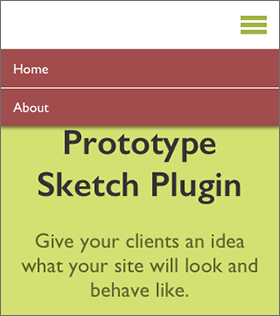 Home
About
Prototype
Sketch Plugin
Give your clients an idea
what your site will look and
behave like.